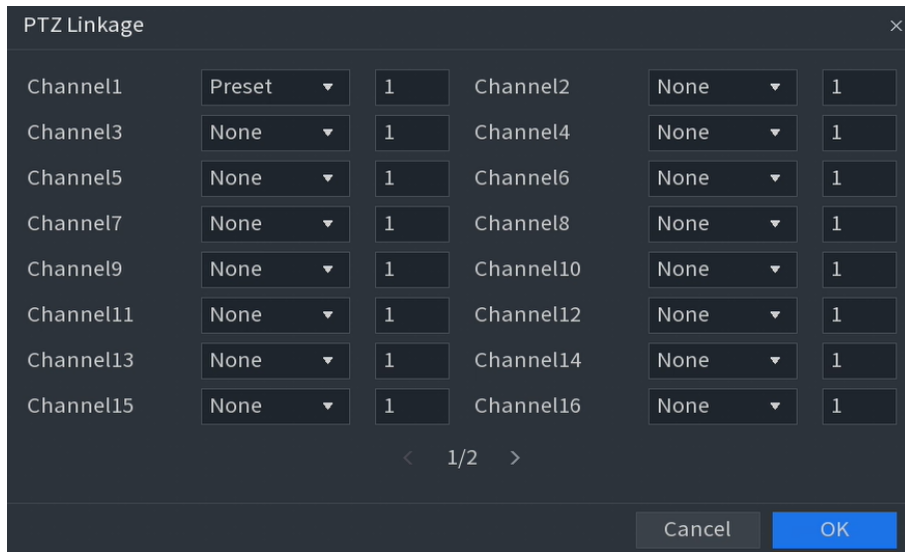 PTZ Linkage ×
Channel1 Preset 1 Channel2 None 1
Channel3 None 1 Channel4 None 1
Channel5 None 1 Channel6 None 1
Channel7 None 1 Channel8 None 1
Channel9 None 1 Channel10 None 1
Channel11 None 1 Channel12 None 1
Channel13 None 1 Channel14 None 1
Channel15 None 1 Channel16 None 1
< 1/2 >
Cancel OK